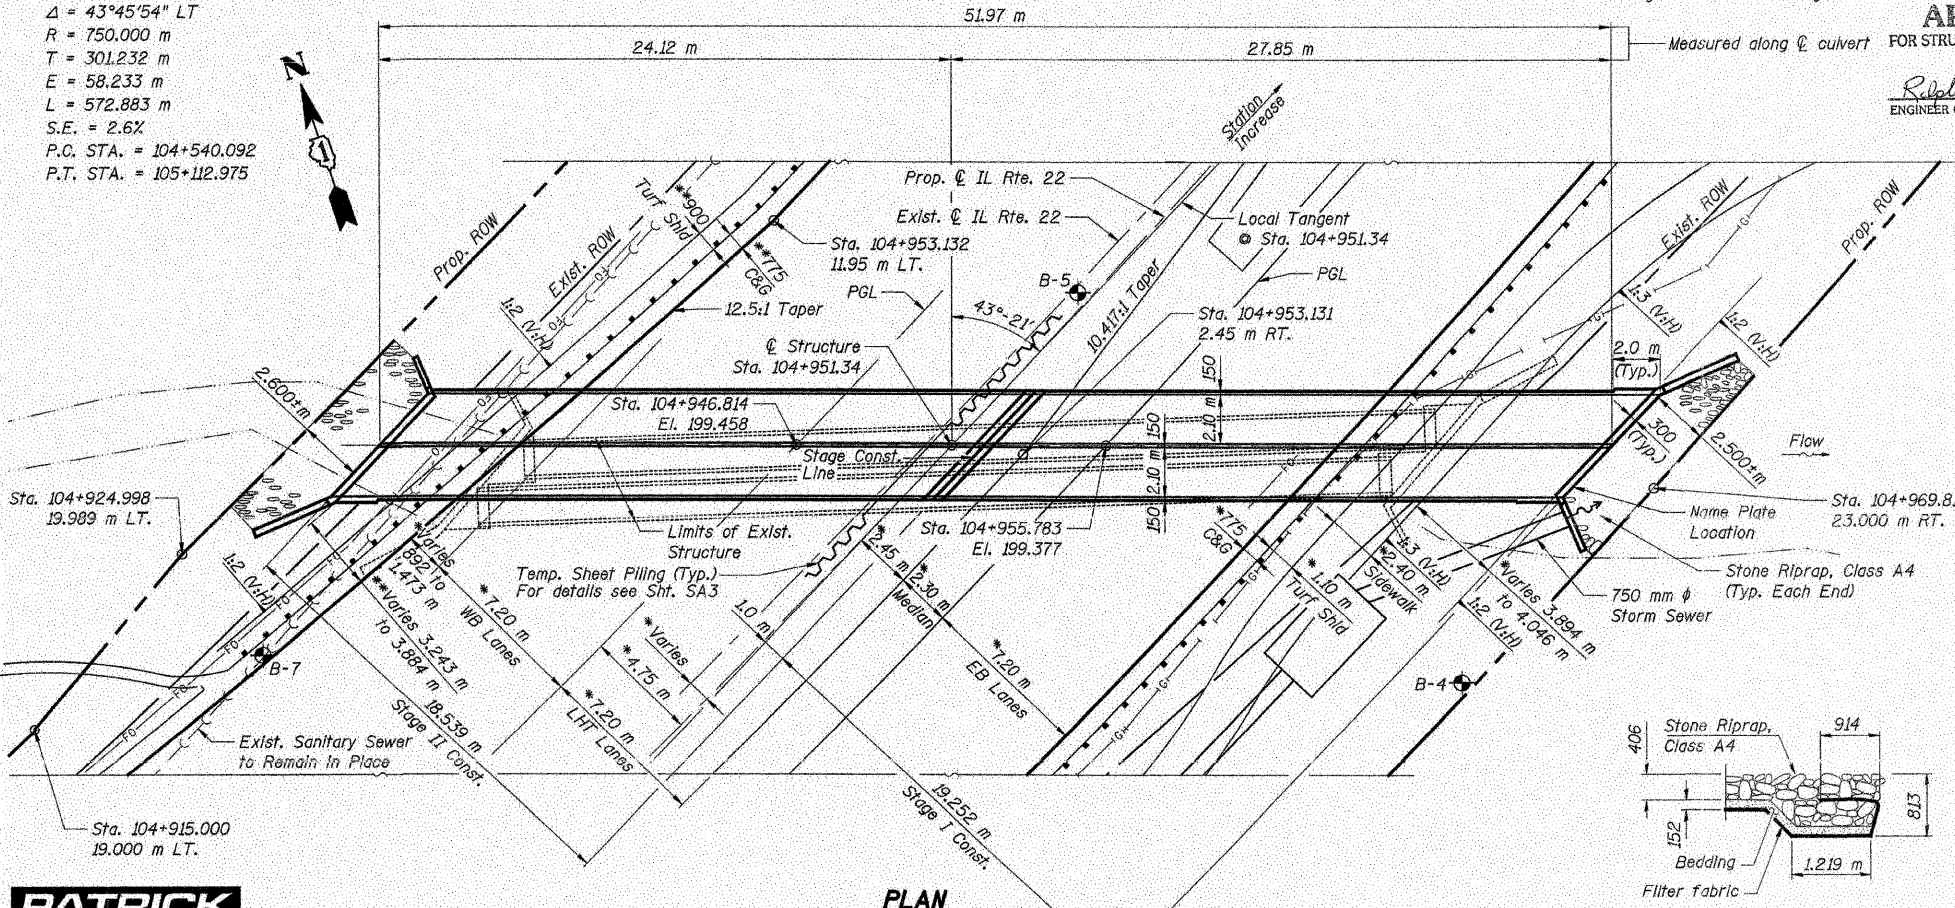 Δ = 43°45'54" LT
R = 750.000 m
T = 301.232 m
E = 58.233 m
L = 572.883 m
S.E. = 2.6%
P.C. STA. = 104+540.092
P.T. STA. = 105+112.975
N
1
51.97 m
24.12 m
27.85 m
Measured along ℄ culvert
FOR STRU
ENGINEER
Station
Increase
Prop. ROW
Exist. ROW
**900
Turf Shld
**775
C&G
Sta. 104+953.132
11.95 m LT.
PGL
12.5:1 Taper
1:2 (V:H)
Prop. ℄ IL Rte. 22
Exist. ℄ IL Rte. 22
Local Tangent
@ Sta. 104+951.34
PGL
B-5
43°-21'
10.417:1 Taper
Sta. 104+953.131
2.45 m RT.
℄ Structure
Sta. 104+951.34
Exist. ROW
Prop. ROW
1:3 (V:H)
1:2 (V:H)
2.0 m
(Typ.)
150
2.10 m
150
2.10 m
150
2.600±m
Sta. 104+946.814
El. 199.458
Stage Const.
Line
300
(Typ.)
2.500±m
Flow
Sta. 104+924.998
19.989 m LT.
Limits of Exist.
Structure
Sta. 104+955.783
El. 199.377
Name Plate
Location
Sta. 104+969.8
23.000 m RT.
Temp. Sheet Piling (Typ.)
For details see Sht. SA3
Stone Riprap, Class A4
(Typ. Each End)
750 mm ϕ
Storm Sewer
1:2 (V:H)
*Varies
892 to
1.473 m
**Varies 3.243 m
to 3.884 m
*7.20 m
WB Lanes
2.45 m
*2.30 m
Median
1.0 m
*Varies
*4.75 m
*7.20 m
LHT Lanes
18.539 m
Stage II Const.
*7.20 m
EB Lanes
19.252 m
Stage I Const.
*775
C&G
*1.10 m
Turf Shld
*2.40 m
Sidewalk
1:3 (V:H)
1:2 (V:H)
*Varies 3.894 m
to 4.046 m
B-7
B-4
Exist. Sanitary Sewer
to Remain in Place
Sta. 104+915.000
19.000 m LT.
Stone Riprap,
Class A4
914
406
152
813
Bedding
1.219 m
Filter fabric
PATRICK
PLAN